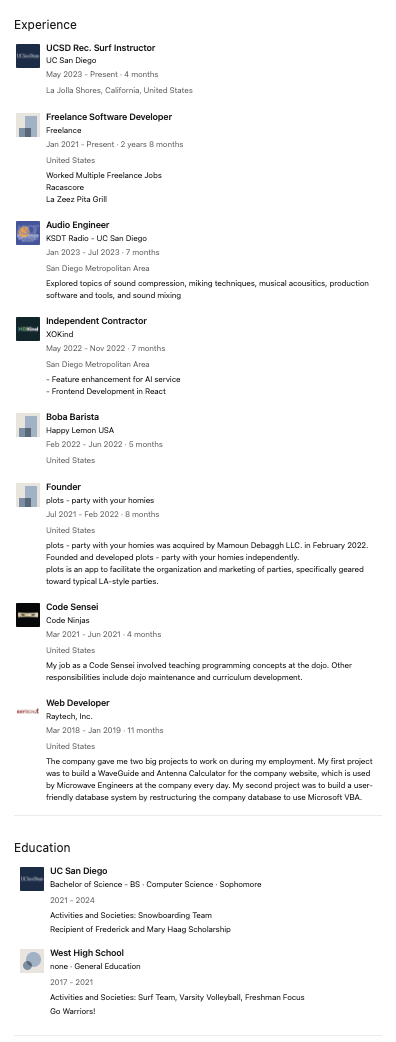 Experience
UCSD Rec. Surf Instructor
UC San Diego
May 2023 - Present · 4 months
La Jolla Shores, California, United States
Freelance Software Developer
Freelance
Jan 2021 - Present · 2 years 8 months
United States
Worked Multiple Freelance Jobs
Racascore
La Zeez Pita Grill
Audio Engineer
KSDT Radio - UC San Diego
Jan 2023 - Jul 2023 · 7 months
San Diego Metropolitan Area
Explored topics of sound compression, miking techniques, musical acousitics, production
software and tools, and sound mixing
XOKind
Independent Contractor
XOKind
May 2022 - Nov 2022 · 7 months
San Diego Metropolitan Area
- Feature enhancement for AI service
- Frontend Development in React
Boba Barista
Happy Lemon USA
Feb 2022 - Jun 2022 · 5 months
United States
Founder
plots - party with your homies
Jul 2021 - Feb 2022 · 8 months
United States
plots - party with your homies was acquired by Mamoun Debaggh LLC. in February 2022.
Founded and developed plots - party with your homies independently.
plots is an app to facilitate the organization and marketing of parties, specifically geared
toward typical LA-style parties.
Code Sensei
Code Ninjas
Mar 2021 - Jun 2021 · 4 months
United States
My job as a Code Sensei involved teaching programming concepts at the dojo. Other
responsibilities include dojo maintenance and curriculum development.
Web Developer
Raytech, Inc.
Mar 2018 - Jan 2019 · 11 months
United States
The company gave me two big projects to work on during my employment. My first project
was to build a WaveGuide and Antenna Calculator for the company website, which is used
by Microwave Engineers at the company every day. My second project was to build a user-
friendly database system by restructuring the company database to use Microsoft VBA.
Education
UC San Diego
Bachelor of Science - BS · Computer Science · Sophomore
2021 - 2024
Activities and Societies: Snowboarding Team
Recipient of Frederick and Mary Haag Scholarship
West High School
none · General Education
2017 - 2021
Activities and Societies: Surf Team, Varsity Volleyball, Freshman Focus
Go Warriors!